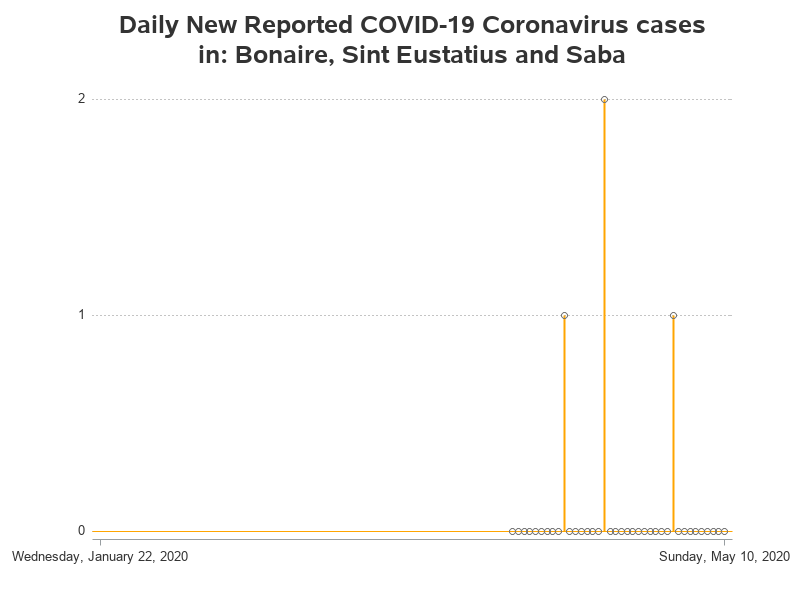 Daily New Reported COVID-19 Coronavirus cases
in: Bonaire, Sint Eustatius and Saba
2
1
0
Wednesday, January 22, 2020
Sunday, May 10, 2020